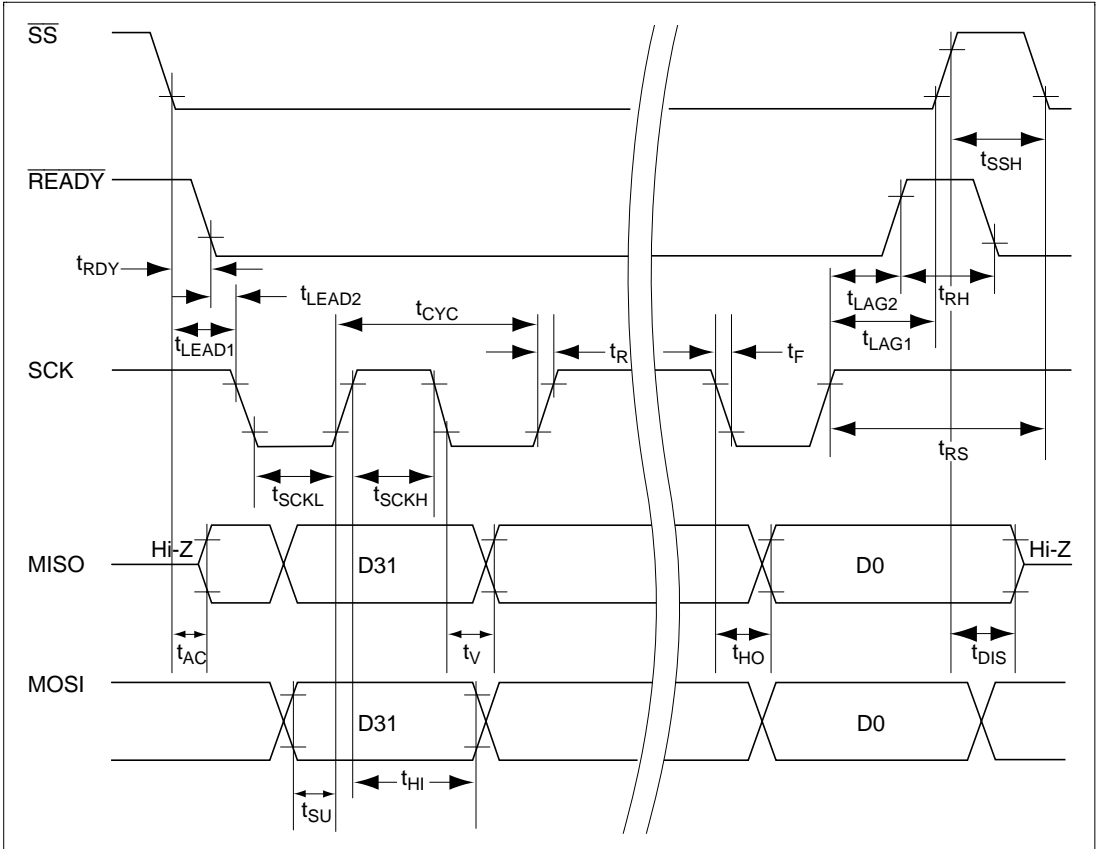 SS
tSSH
READY
tRDY
tLEAD2
tLEAD1
tCYC
tR
tF
tLAG2
tRH
tLAG1
SCK
tSCKL
tSCKH
tRS
Hi-Z
MISO
D31
D0
Hi-Z
tAC
tV
tHO
tDIS
MOSI
D31
D0
tHI
tSU